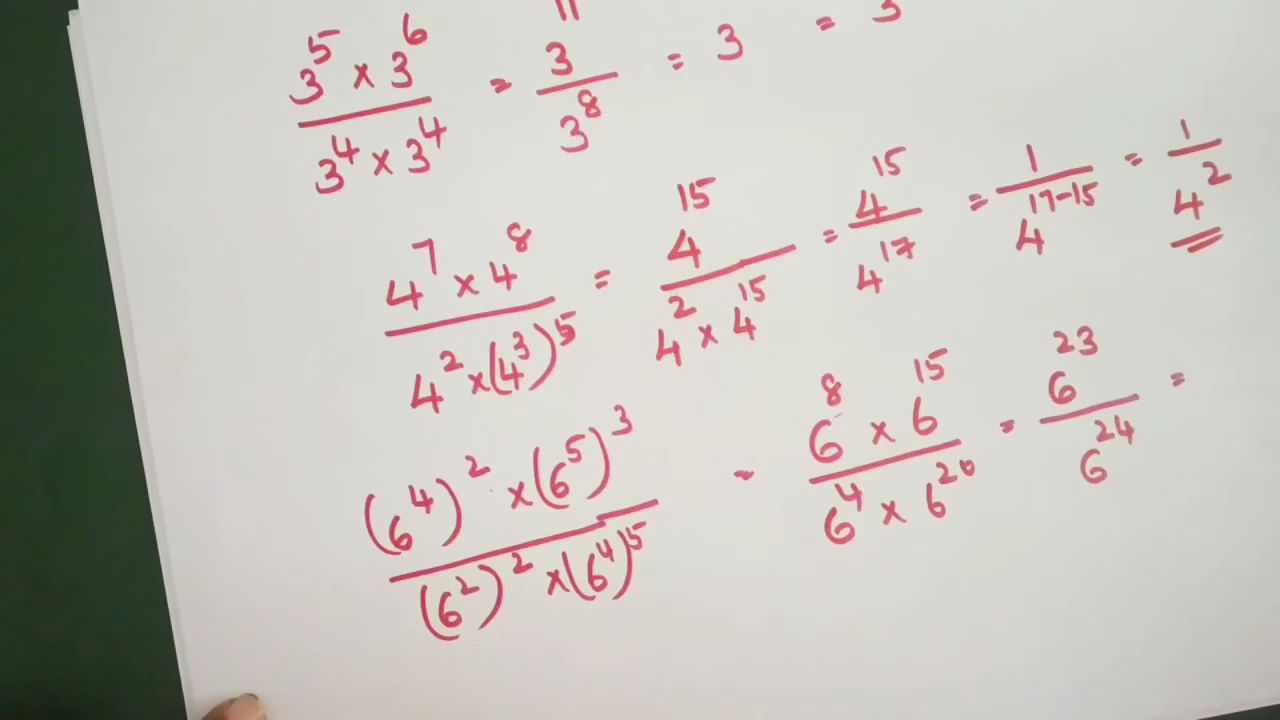 (3^5 × 3^6)/(3^4 × 3^4) = 3^11/3^8 = 3 = 3
(4^7 × 4^8)/(4^2 × (4^3)^5) = 4^15/(4^2 × 4^15) = 4^15/4^17 = 1/4^(17-15) = 1/4^2
((6^4)^2 × (6^5)^3)/((6^2)^2 × (6^4)^5) = (6^8 × 6^15)/(6^4 × 6^20) = 6^23/6^24 =